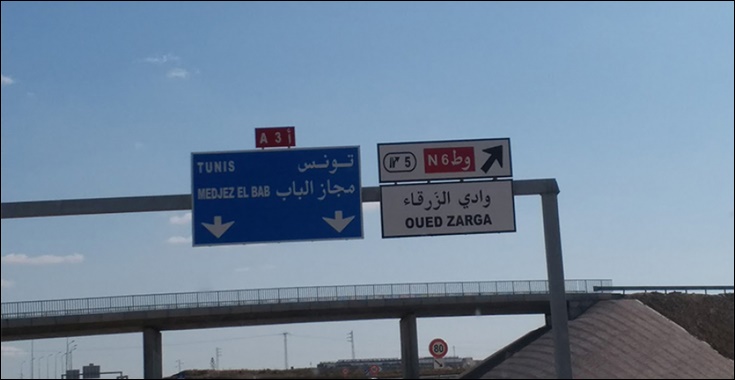 A 3 أ
TUNIS تونس
MEDJEZ EL BAB مجاز الباب
5 N 6 وط
وادي الزرقاء
OUED ZARGA
80